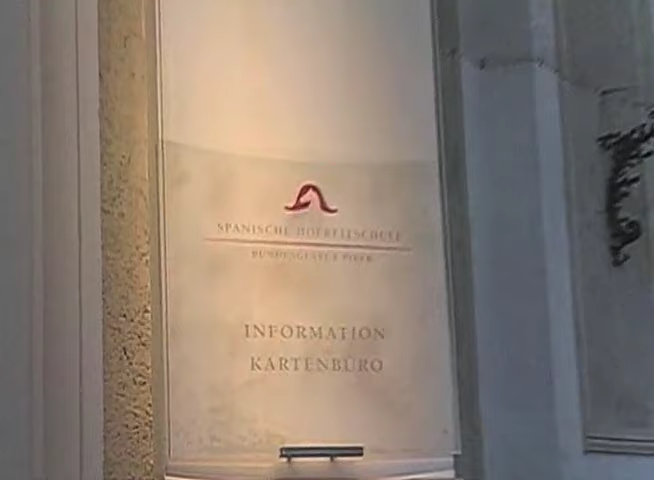 SPANISCHE HOFREITSCHULE
BUNDESGESTÜT PIBER
INFORMATION
KARTENBÜRO